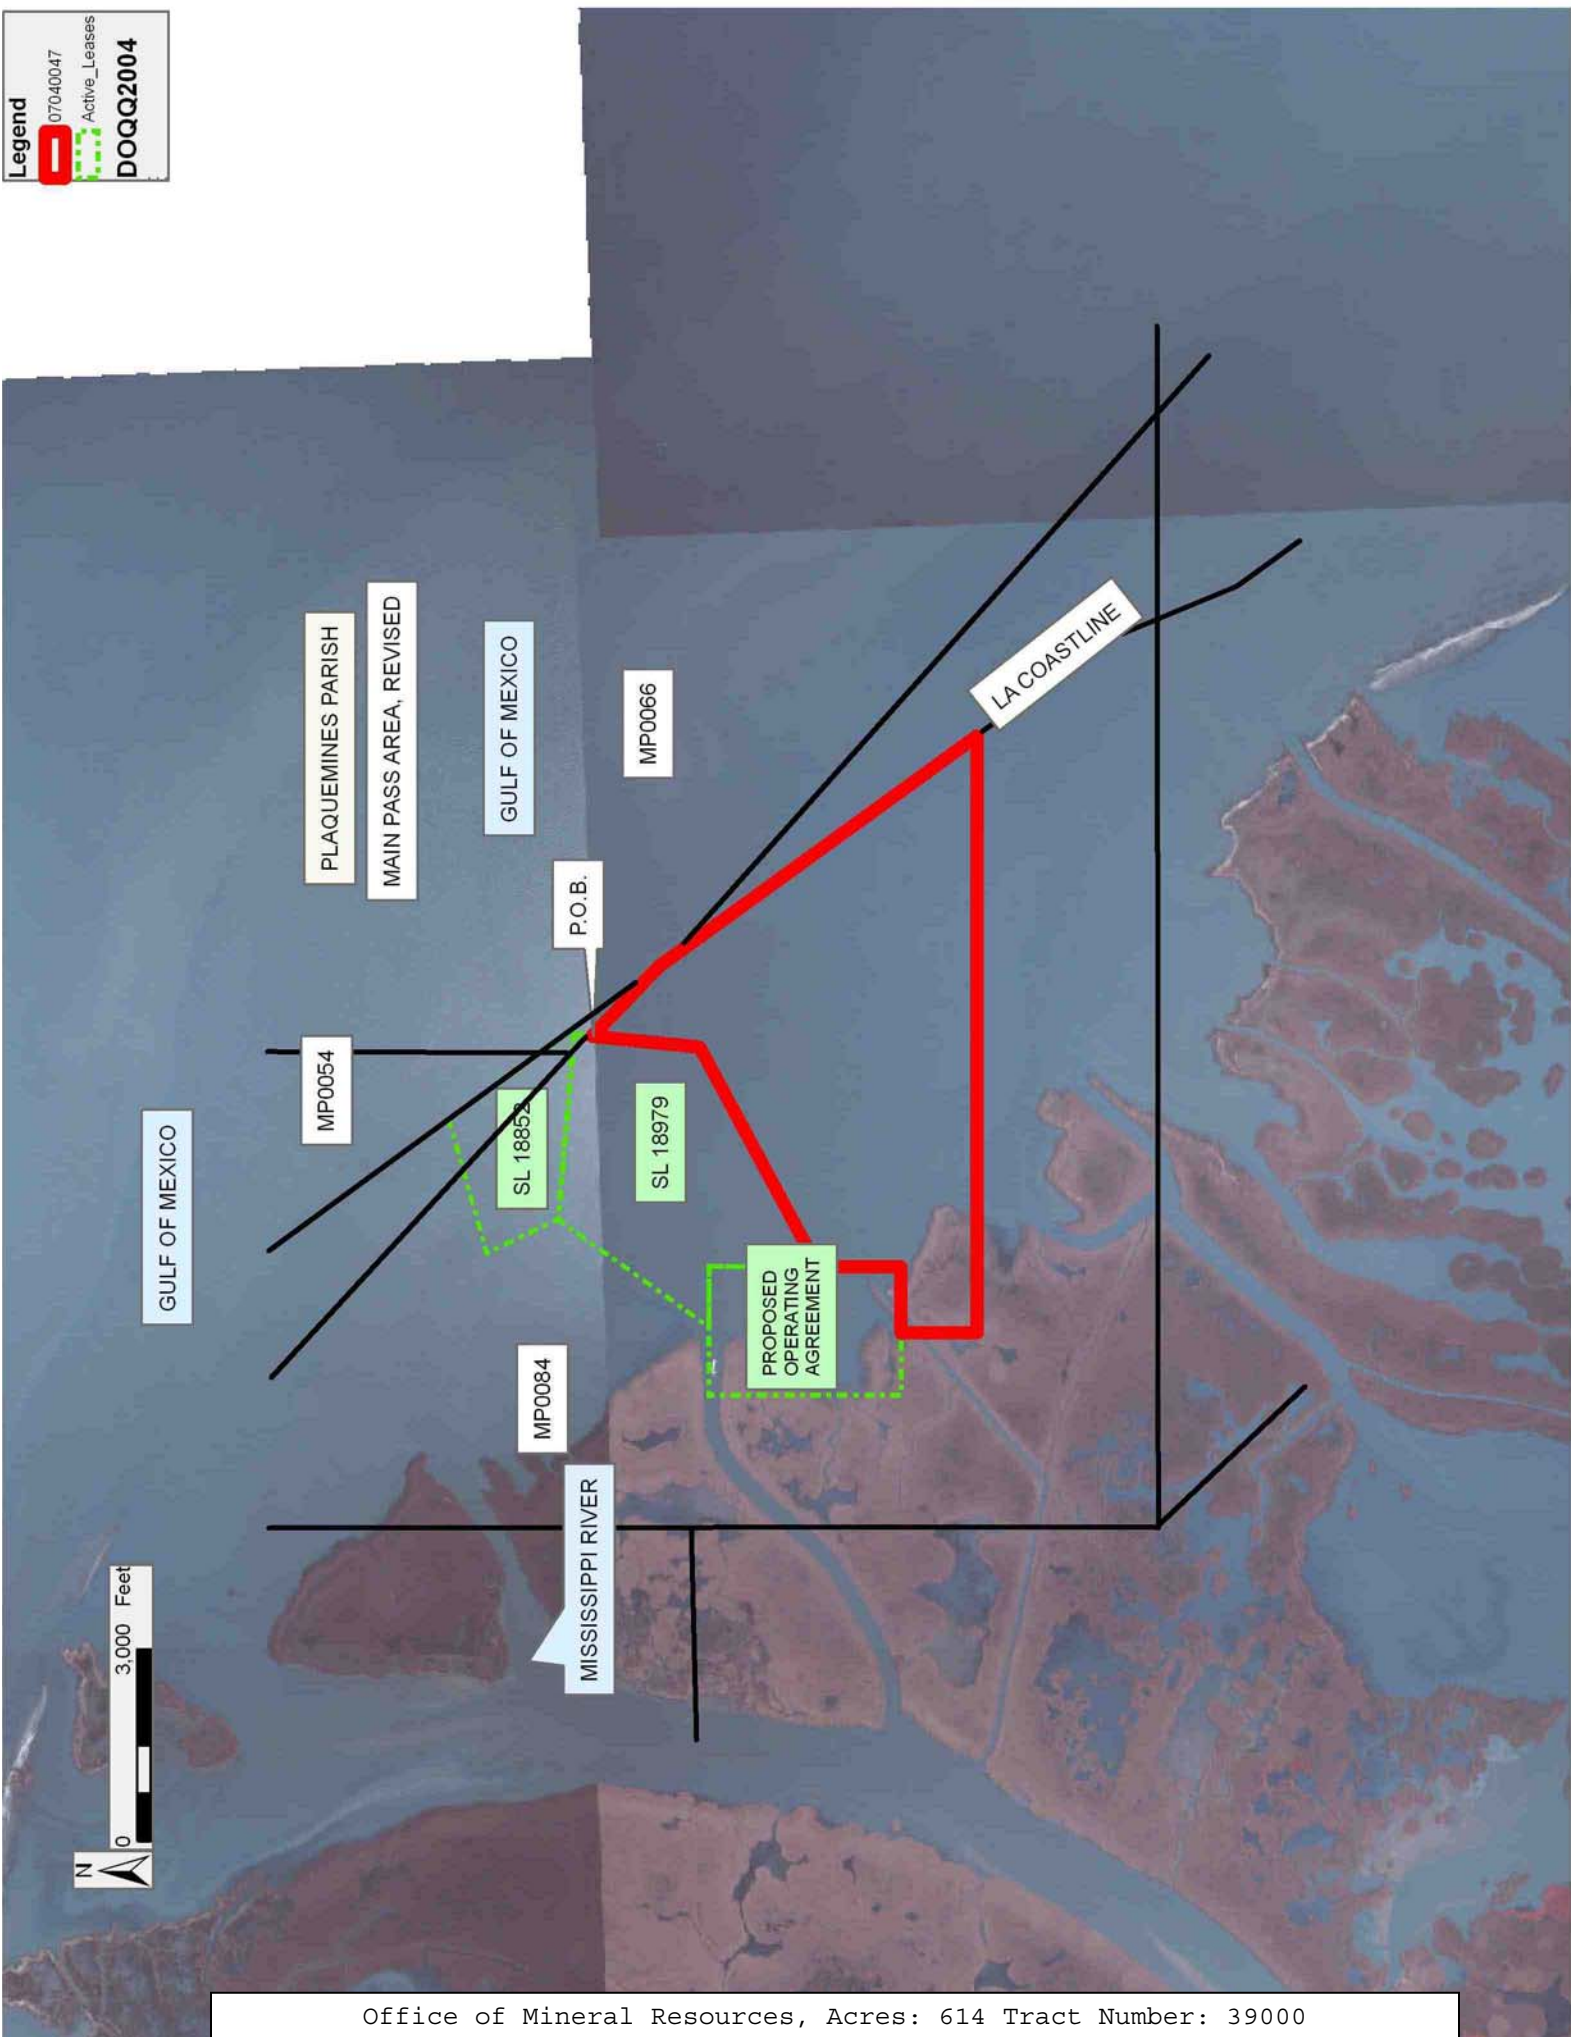 Legend
07040047
Active_Leases
DOQQ2004
N
0 3,000 Feet
GULF OF MEXICO
MP0054
PLAQUEMINES PARISH
MAIN PASS AREA, REVISED
GULF OF MEXICO
SL 18852
P.O.B.
MP0084
MISSISSIPPI RIVER
SL 18979
MP0066
PROPOSED
OPERATING
AGREEMENT
LA COASTLINE
Office of Mineral Resources, Acres: 614 Tract Number: 39000